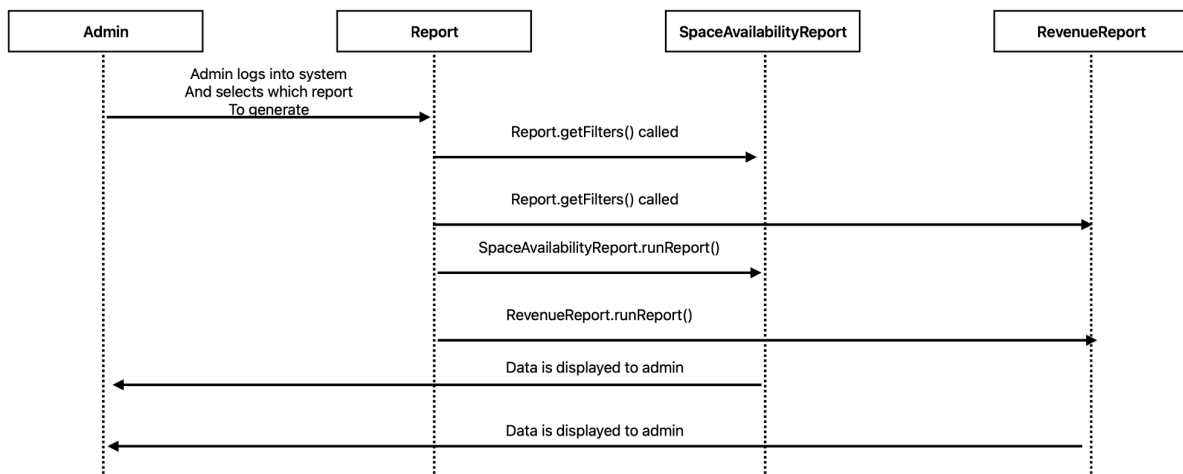 Admin
Report
SpaceAvailabilityReport
RevenueReport
Admin logs into system
And selects which report
To generate
Report.getFilters() called
Report.getFilters() called
SpaceAvailabilityReport.runReport()
RevenueReport.runReport()
Data is displayed to admin
Data is displayed to admin